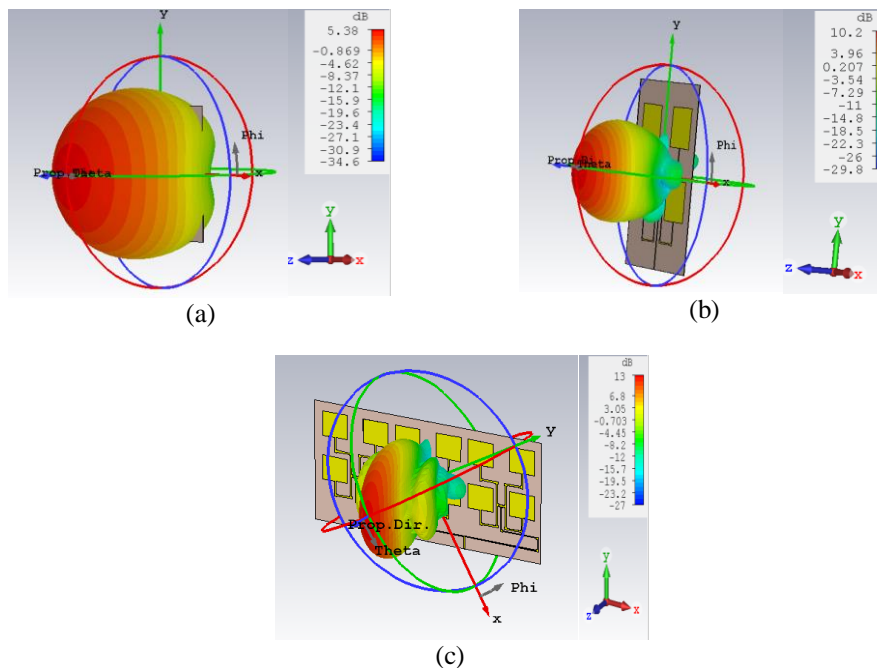 dB
5.38
-0.869
-4.62
-8.37
-12.1
-15.9
-19.6
-23.4
-27.1
-30.9
-34.6
Y
Phi
Prop.
Theta
x
y
z x
(a)
dB
10.2
3.96
0.207
-3.54
-7.29
-11
-14.8
-18.5
-22.3
-26
-29.8
Y
Phi
Theta
x
y
z x
(b)
dB
13
6.8
3.05
-0.703
-4.45
-8.2
-12
-15.7
-19.5
-23.2
-27
Y
Prop.Dir.
Theta
Phi
x
y
z x
(c)